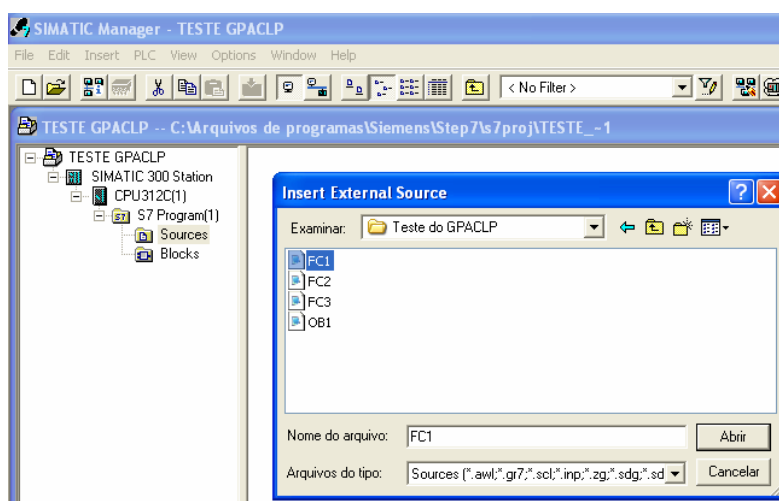 SIMATIC Manager - TESTE GPACLP
File Edit Insert PLC View Options Window Help
< No Filter >
TESTE GPACLP -- C:\Arquivos de programas\Siemens\Step7\s7proj\TESTE_~1
TESTE GPACLP
SIMATIC 300 Station
CPU312C(1)
S7 Program(1)
Sources
Blocks
Insert External Source
Examinar: Teste do GPACLP
FC1
FC2
FC3
OB1
Nome do arquivo: FC1 Abrir
Arquivos do tipo: Sources (*.awl;*.gr7;*.scl;*.inp;*.zg;*.sdg;*.sd Cancelar